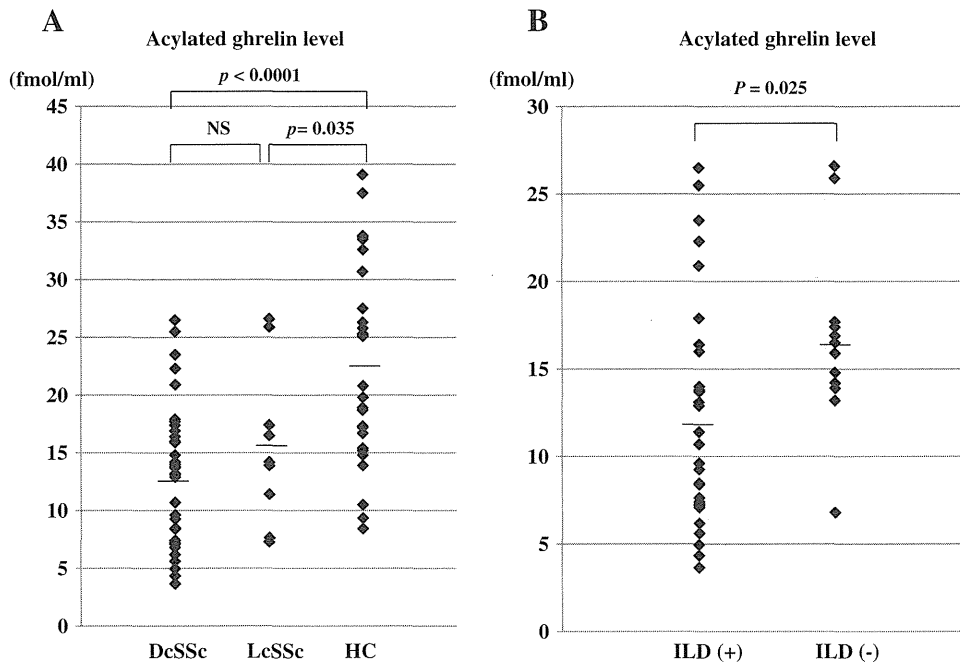 A
Acylated ghrelin level
(fmol/ml)
p < 0.0001
NS
p= 0.035
45
40
35
30
25
20
15
10
5
0
DcSSc LcSSc HC
B
Acylated ghrelin level
(fmol/ml)
P = 0.025
30
25
20
15
10
5
0
ILD (+) ILD (-)